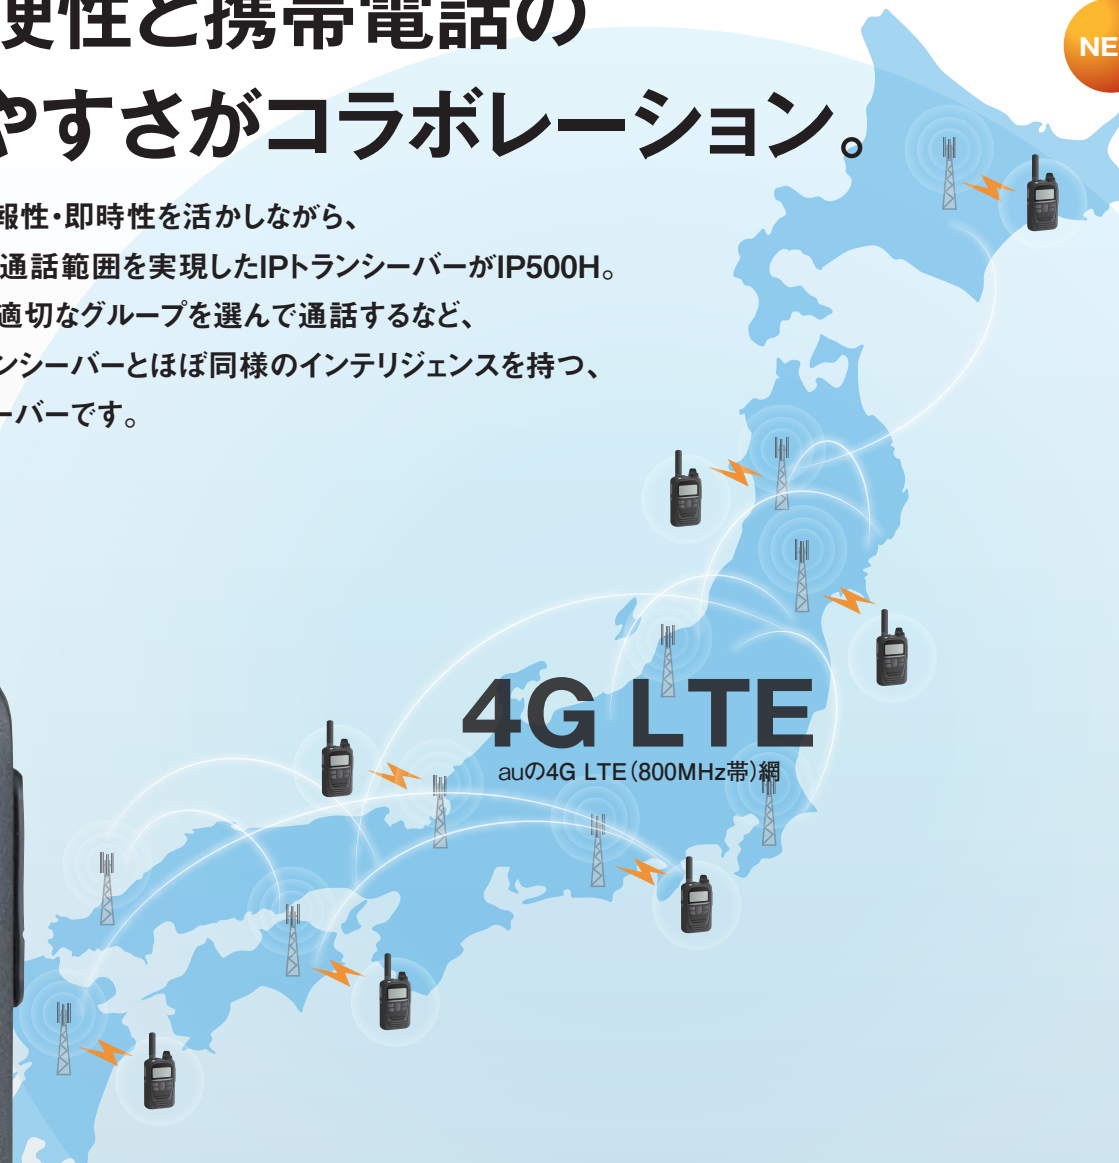 便性と携帯電話の
やすさがコラボレーション。
NE
報性・即時性を活かしながら、
通話範囲を実現したIPトランシーバーがIP500H。
適切なグループを選んで通話するなど、
ンシーバーとほぼ同様のインテリジェンスを持つ、
ーバーです。
4G LTE
auの4G LTE（800MHz帯）網